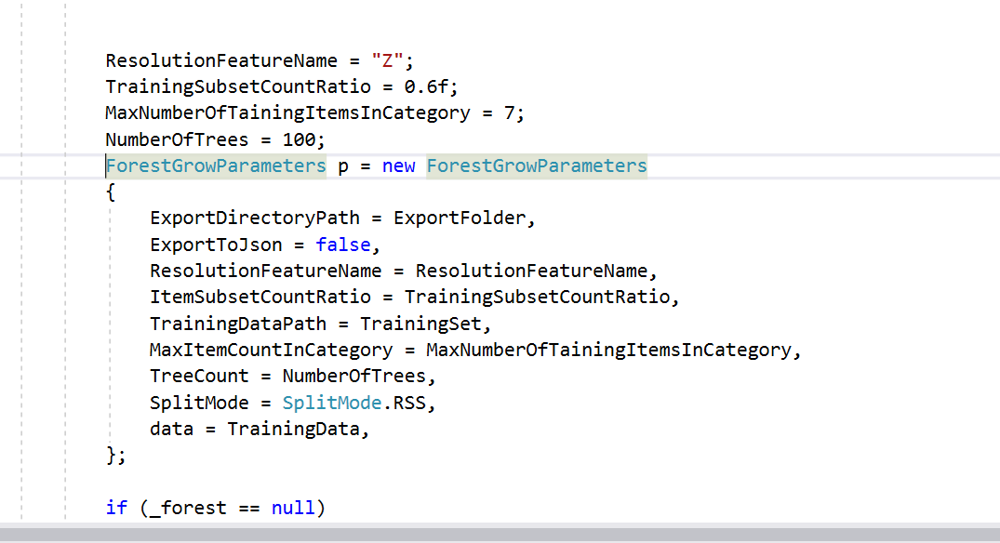 ResolutionFeatureName = "Z";
TrainingSubsetCountRatio = 0.6f;
MaxNumberOfTainingItemsInCategory = 7;
NumberOfTrees = 100;
ForestGrowParameters p = new ForestGrowParameters
{
ExportDirectoryPath = ExportFolder,
ExportToJson = false,
ResolutionFeatureName = ResolutionFeatureName,
ItemSubsetCountRatio = TrainingSubsetCountRatio,
TrainingDataPath = TrainingSet,
MaxItemCountInCategory = MaxNumberOfTainingItemsInCategory,
TreeCount = NumberOfTrees,
SplitMode = SplitMode.RSS,
data = TrainingData,
};
if (_forest == null)